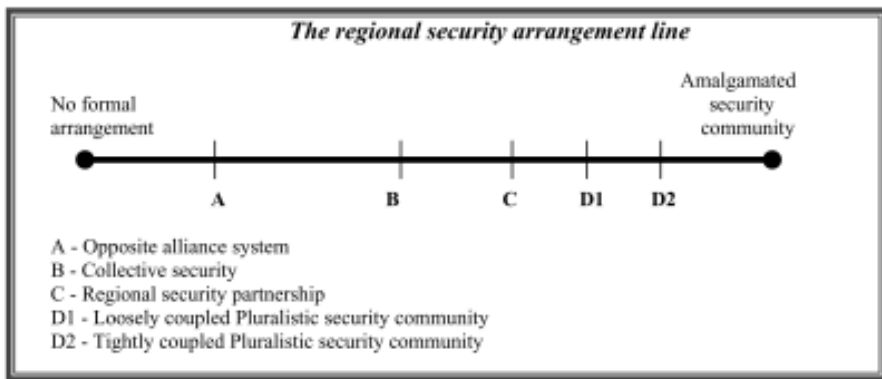 The regional security arrangement line
Amalgamated
security
community
No formal
arrangement
A
B
C
D1
D2
A - Opposite alliance system
B - Collective security
C - Regional security partnership
D1 - Loosely coupled Pluralistic security community
D2 - Tightly coupled Pluralistic security community